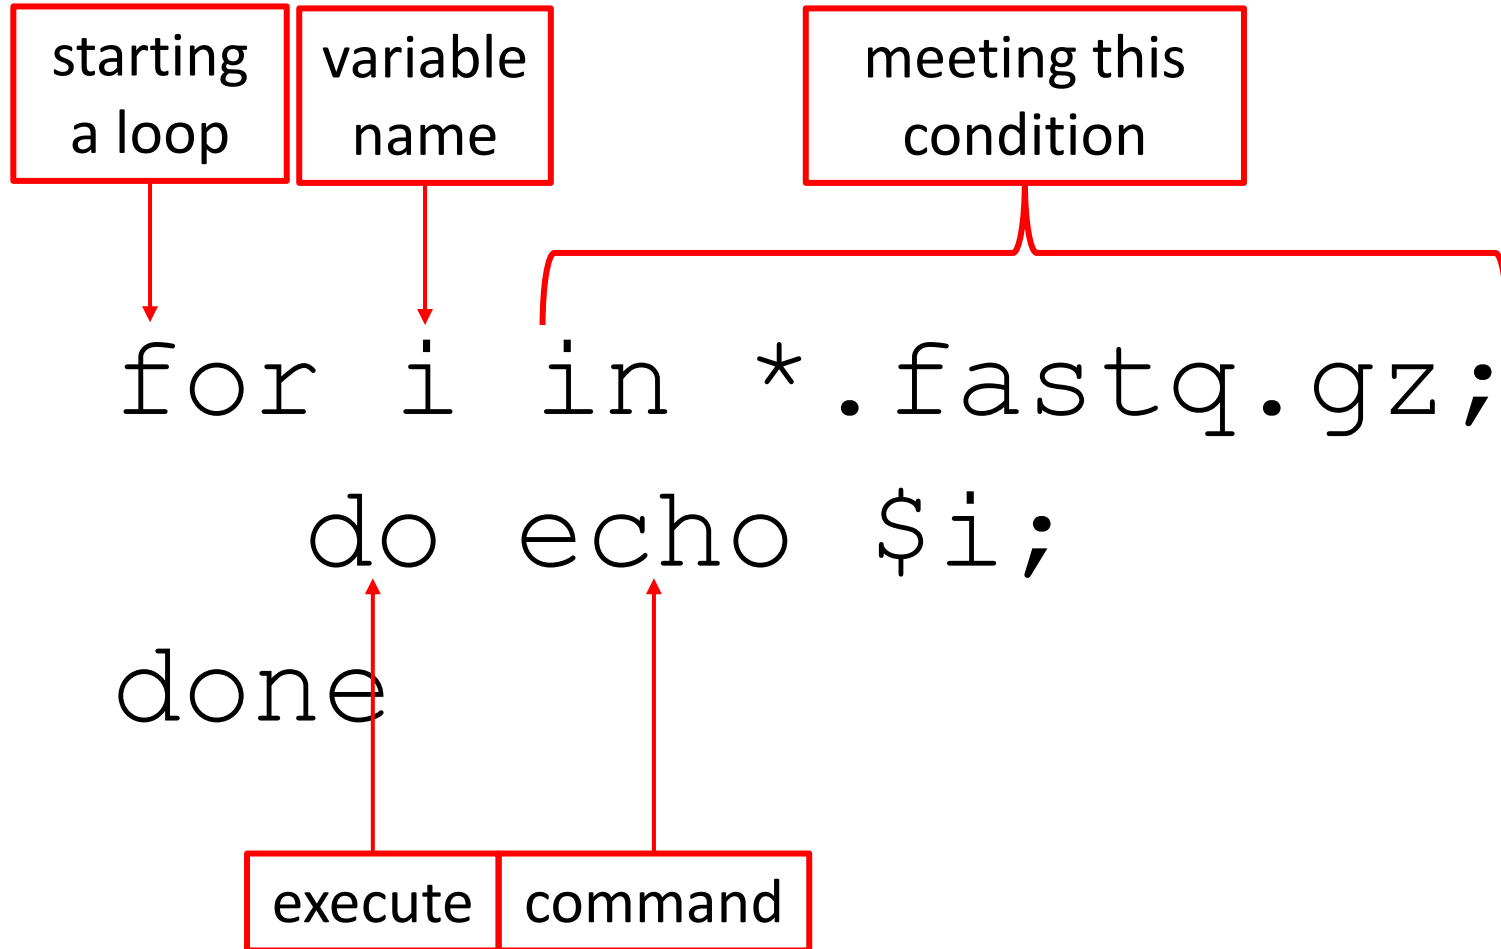 starting
a loop
variable
name
meeting this
condition
for i in *.fastq.gz;
do echo $i;
done
execute
command